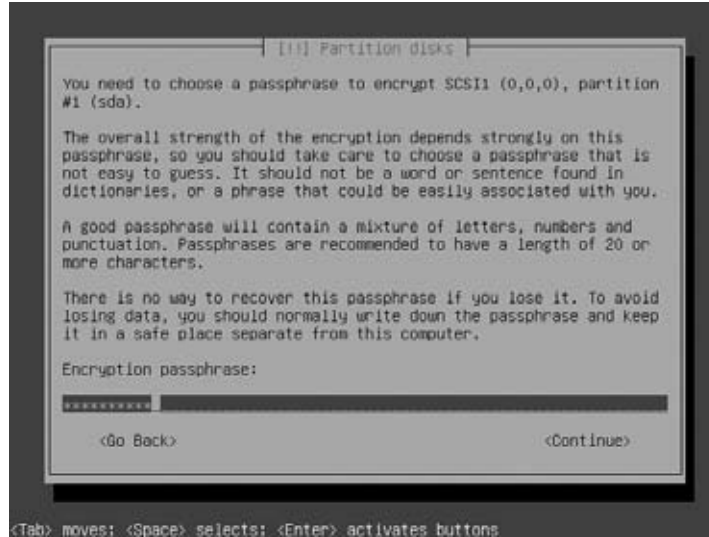 [!!] Partition disks
You need to choose a passphrase to encrypt SCSI1 (0,0,0), partition
#1 (sda).
The overall strength of the encryption depends strongly on this
passphrase, so you should take care to choose a passphrase that is
not easy to guess. It should not be a word or sentence found in
dictionaries, or a phrase that could be easily associated with you.
A good passphrase will contain a mixture of letters, numbers and
punctuation. Passphrases are recommended to have a length of 20 or
more characters.
There is no way to recover this passphrase if you lose it. To avoid
losing data, you should normally write down the passphrase and keep
it in a safe place separate from this computer.
Encryption passphrase:
**********
<Go Back> <Continue>
<Tab> moves; <Space> selects; <Enter> activates buttons